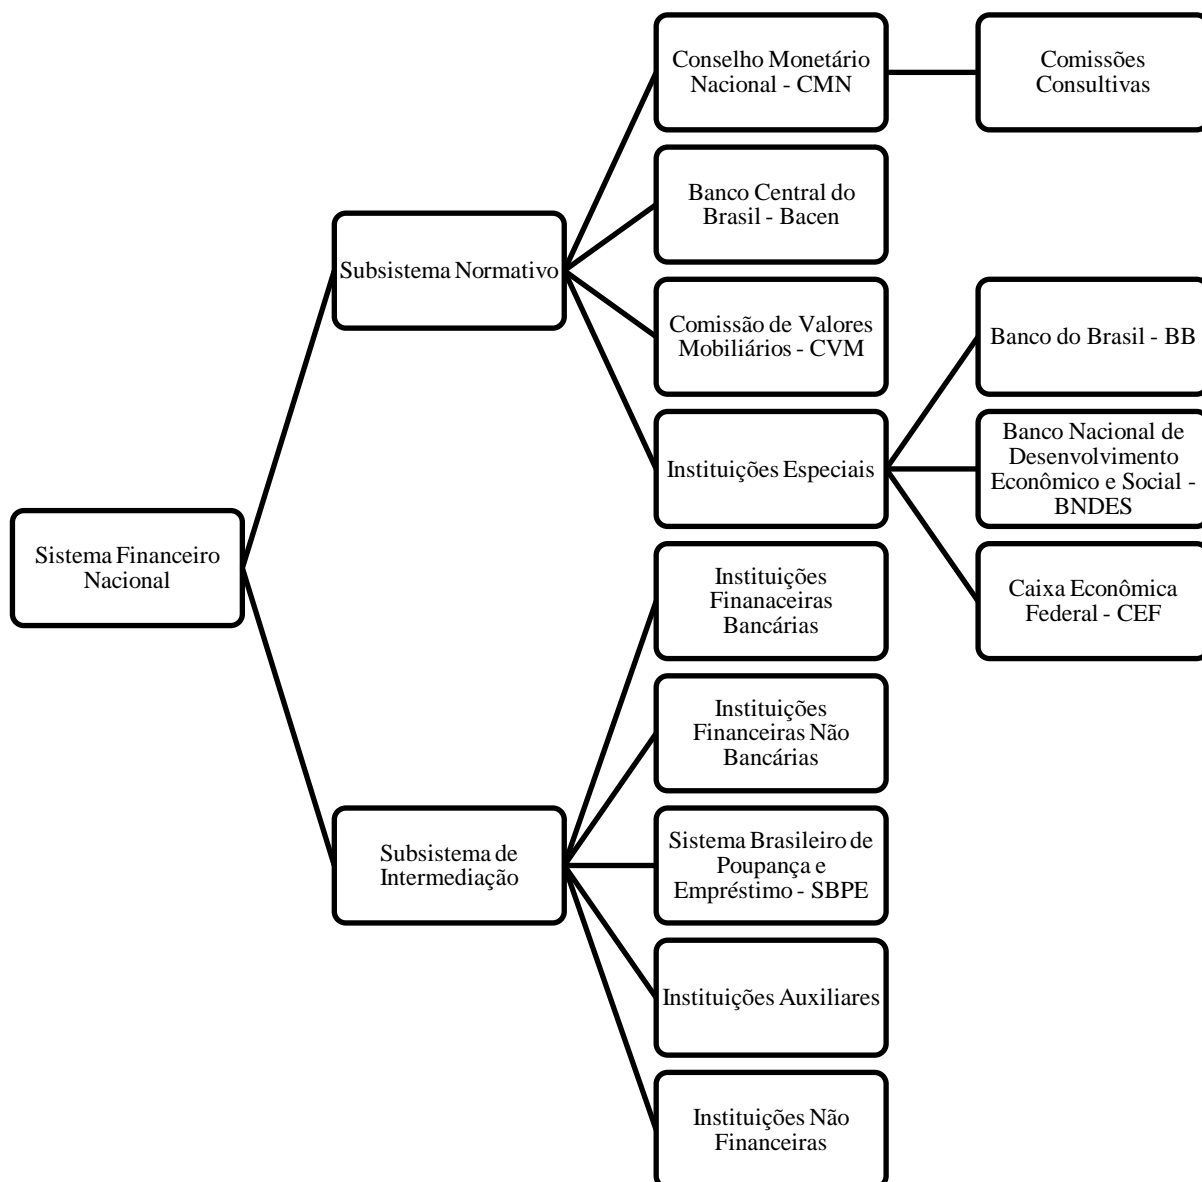 Conselho Monetário
Nacional - CMN
Comissões
Consultivas
Banco Central do
Brasil - Bacen
Subsistema Normativo
Comissão de Valores
Mobiliários - CVM
Banco do Brasil - BB
Instituições Especiais
Banco Nacional de
Desenvolvimento
Econômico e Social -
BNDES
Sistema Financeiro
Nacional
Instituições
Finanaceiras
Bancárias
Caixa Econômica
Federal - CEF
Instituições
Financeiras Não
Bancárias
Subsistema de
Intermediação
Sistema Brasileiro de
Poupança e
Empréstimo - SBPE
Instituições Auxiliares
Instituições Não
Financeiras